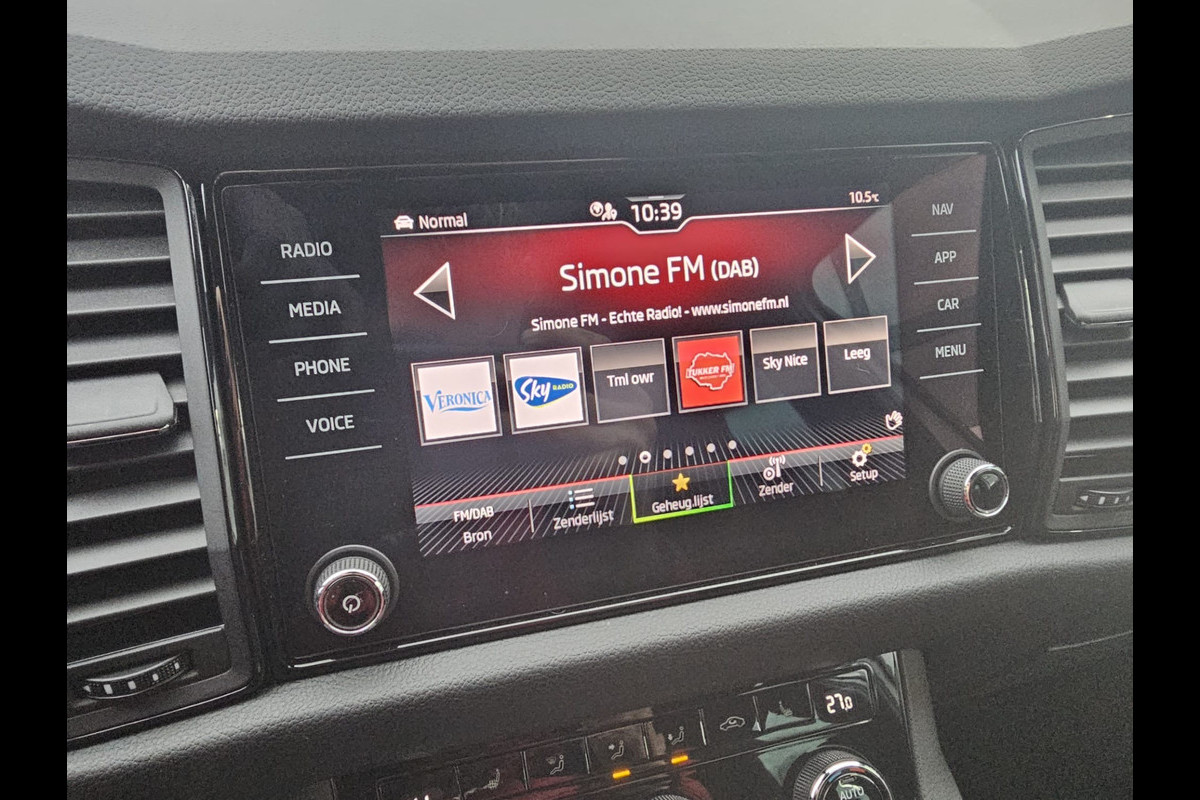 Normal
10:39
10.5°C
RADIO
MEDIA
PHONE
VOICE
NAV
APP
CAR
MENU
Simone FM (DAB)
Simone FM - Echte Radio! - www.simonefm.nl
VERONICA
Sky RADIO
Tml owr
TUKKER FM
Sky Nice
Leeg
FM/DAB
Bron
Zenderlijst
Geheug.lijst
Zender
Setup
27.0
AUTO